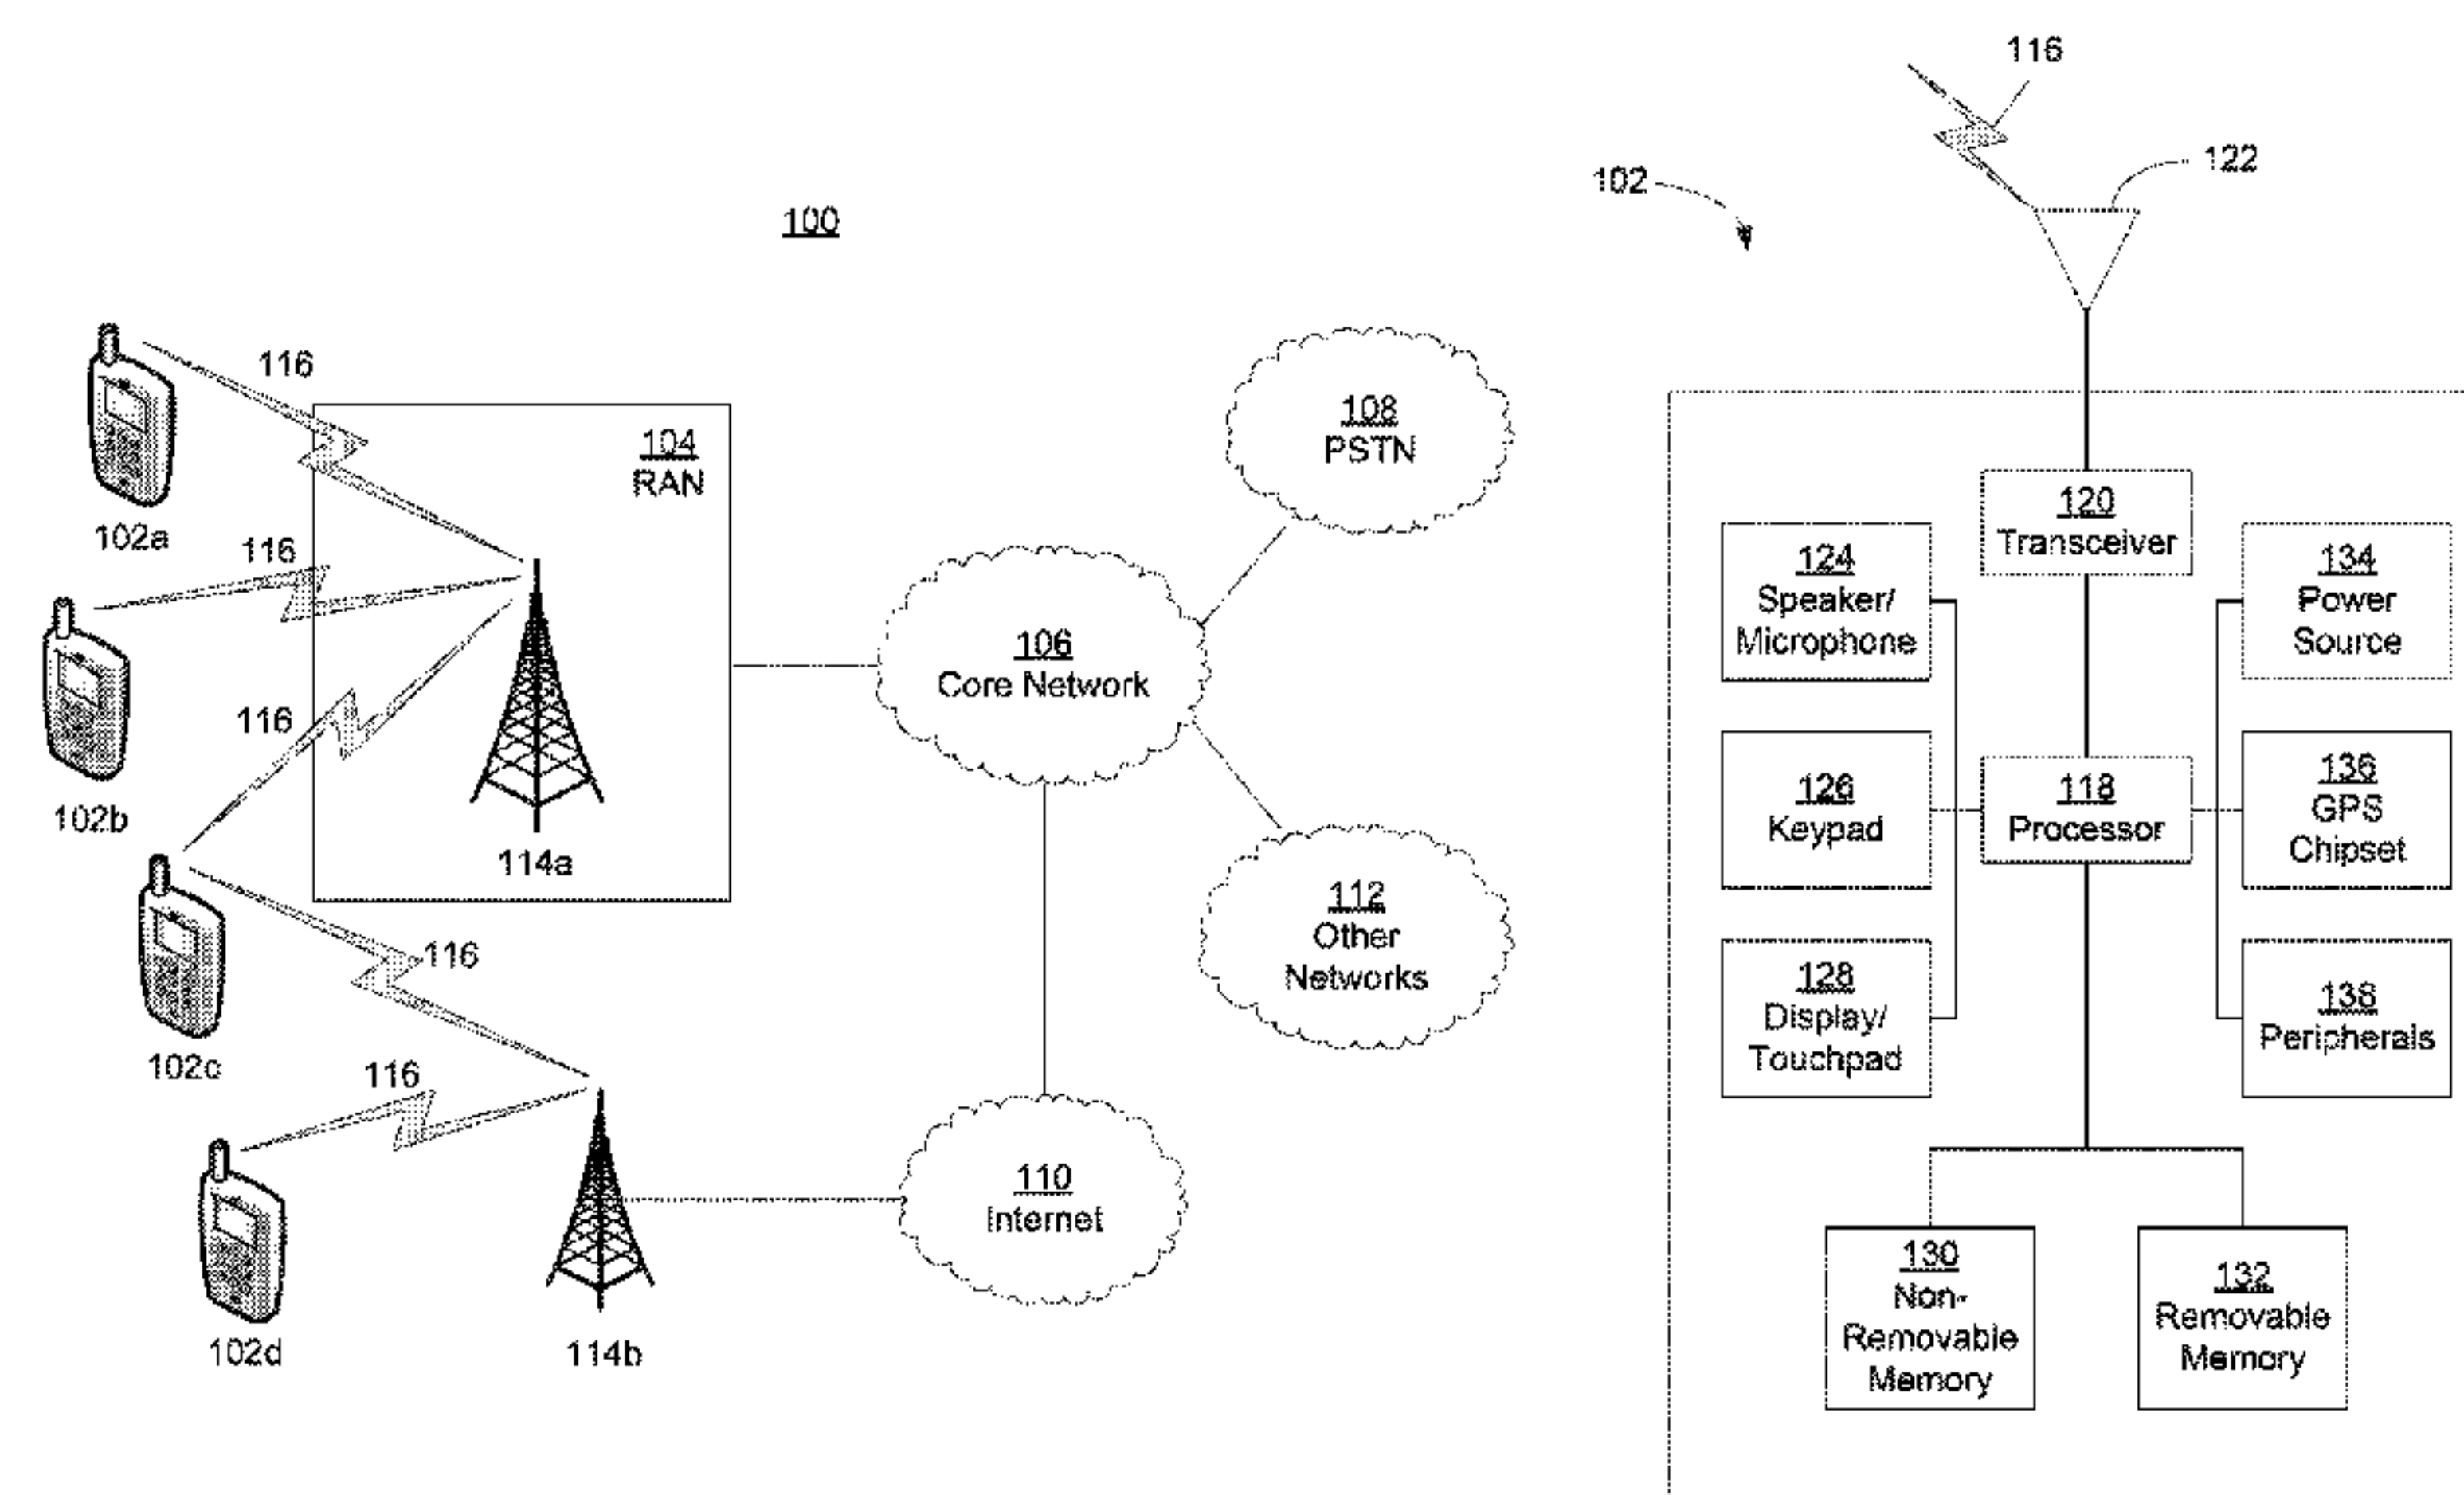 100
116
104
RAN
102a
116
102b
116
114a
102c
116
116
102d
114b
108
PSTN
106
Core Network
112
Other
Networks
110
Internet
116
122
102
120
Transceiver
124
Speaker/
Microphone
134
Power
Source
126
Keypad
118
Processor
136
GPS
Chipset
128
Display/
Touchpad
138
Peripherals
130
Non-
Removable
Memory
132
Removable
Memory